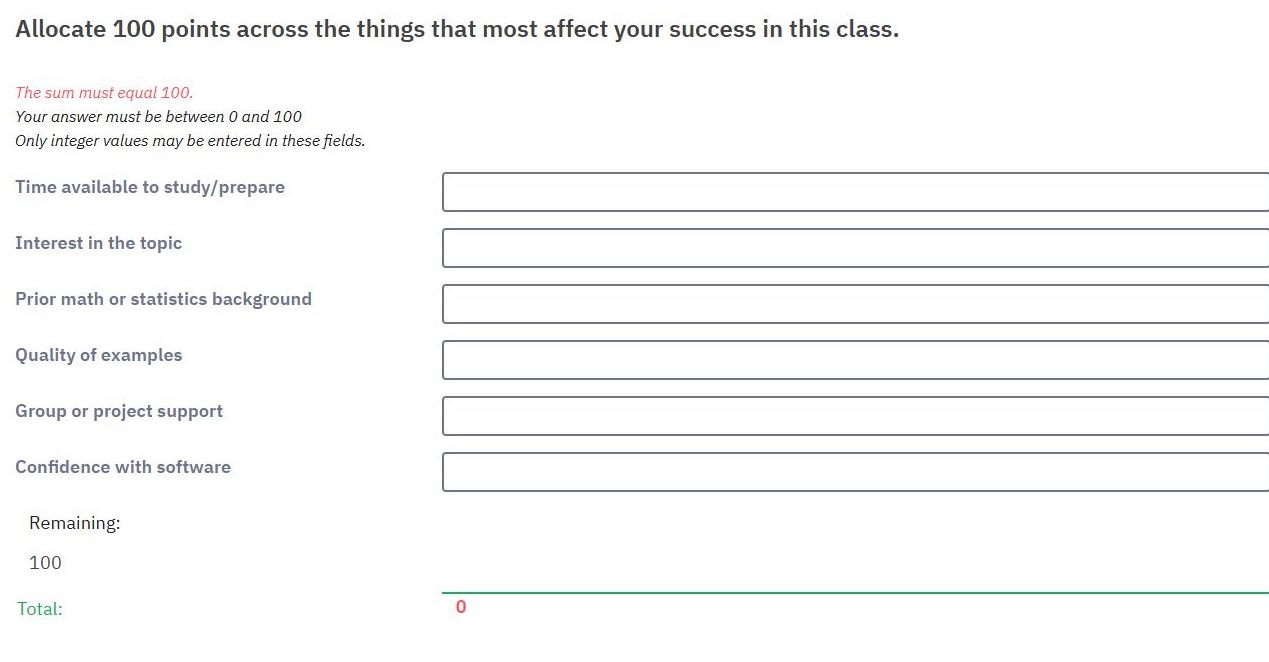 Allocate 100 points across the things that most affect your success in this class.
The sum must equal 100.
Your answer must be between 0 and 100
Only integer values may be entered in these fields.
Time available to study/prepare
Interest in the topic
Prior math or statistics background
Quality of examples
Group or project support
Confidence with software
Remaining:
100
Total: 0